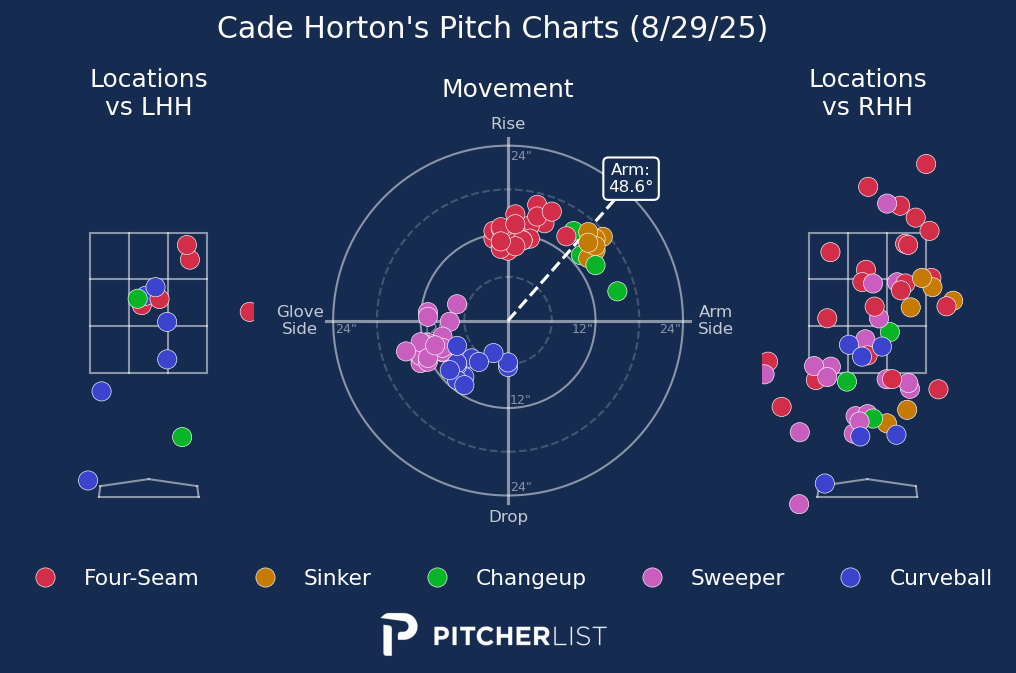 Cade Horton's Pitch Charts (8/29/25)
Locations
vs LHH
Movement
Locations
vs RHH
Rise
24"
Arm:
48.6°
Glove
Side
24"
12"
24"
Arm
Side
12"
24"
Drop
Four-Seam
Sinker
Changeup
Sweeper
Curveball
PITCHERLIST